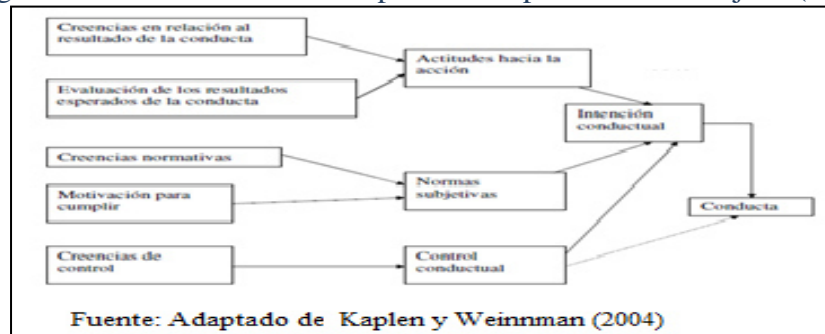 Creencias en relación al
resultado de la conducta
Actitudes hacia la
acción
Evaluación de los resultados
esperados de la conducta
Intención
conductual
Creencias normativas
Normas
subjetivas
Motivación para
cumplir
Conducta
Creencias de
control
Control
conductual
Fuente: Adaptado de Kaplen y Weinnman (2004)